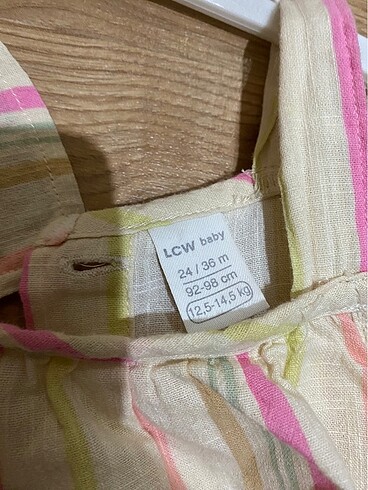 LCW baby
24 / 36 m
92-98 cm
12,5-14,5 kg